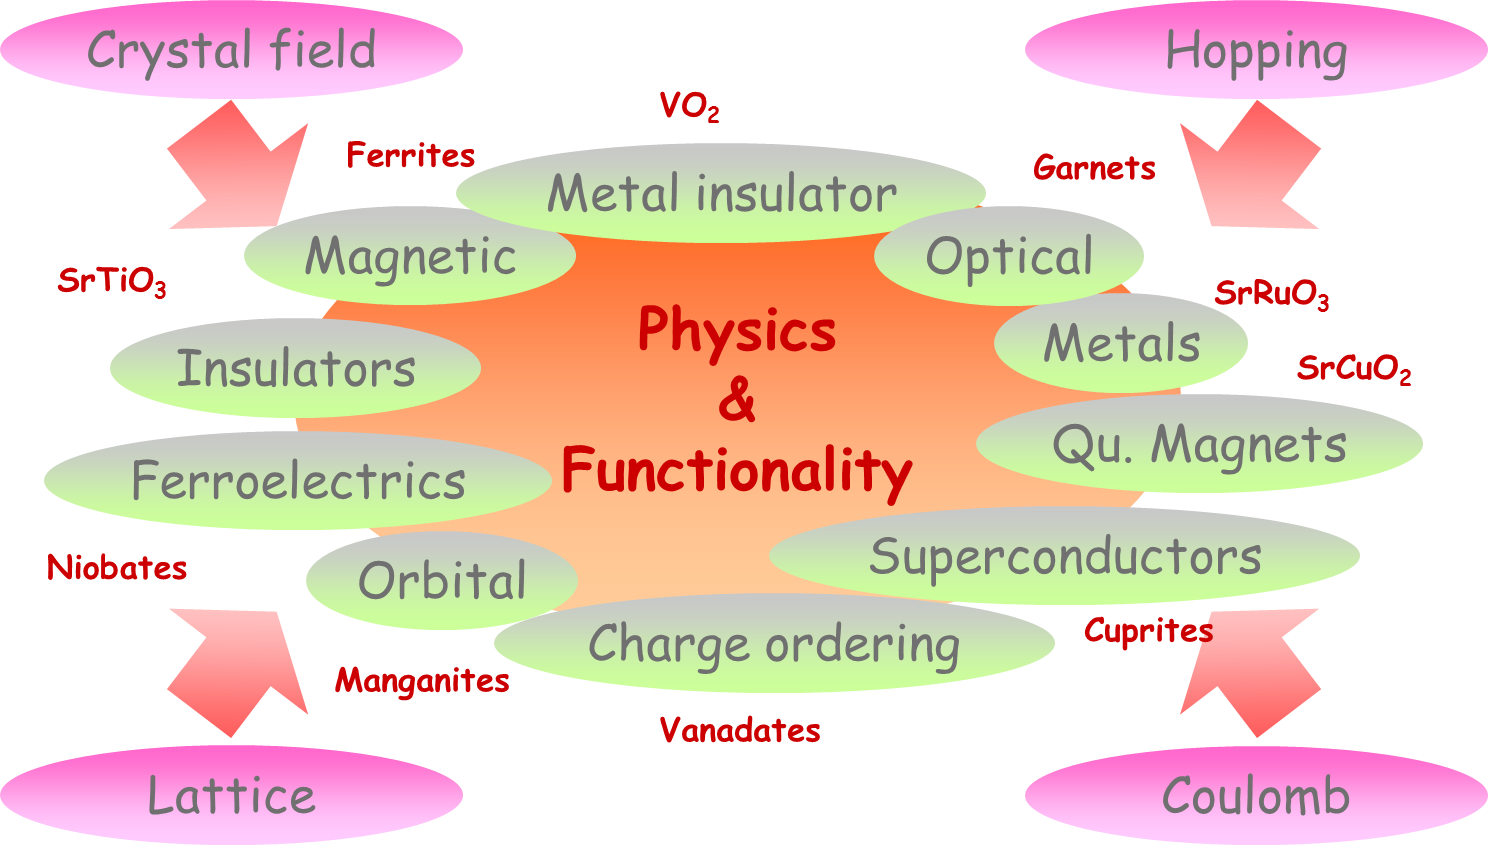 Crystal field
Hopping
VO₂
Ferrites
Garnets
Metal insulator
Magnetic
Optical
SrTiO₃
SrRuO₃
Physics
&
Functionality
Insulators
Metals
SrCuO₂
Qu. Magnets
Ferroelectrics
Niobates
Orbital
Superconductors
Charge ordering
Cuprites
Manganites
Vanadates
Lattice
Coulomb